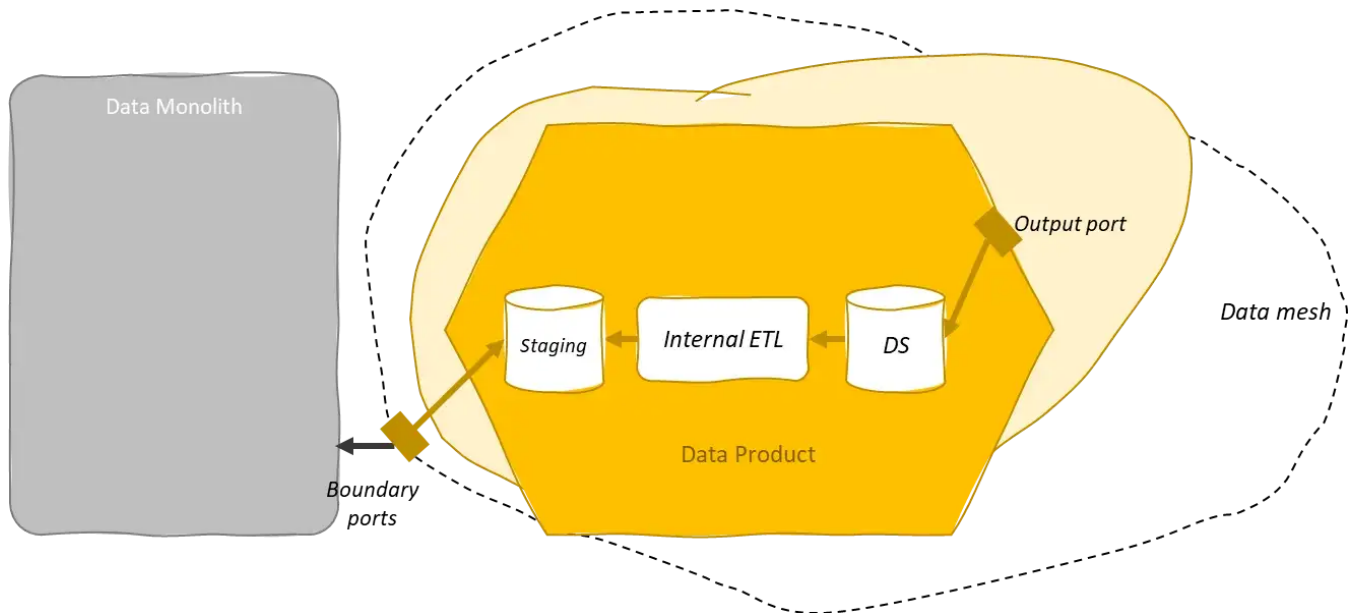 Data Monolith
Output port
Data mesh
Staging
Internal ETL
DS
Data Product
Boundary
ports